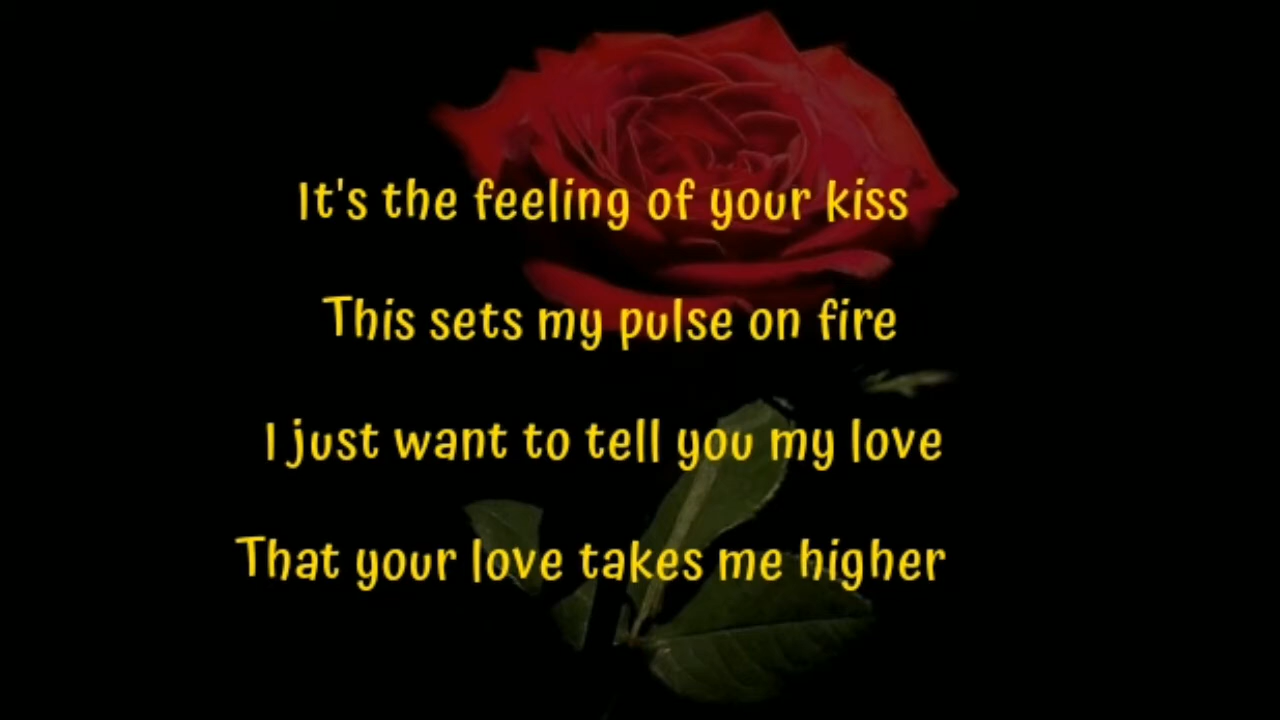 It's the feeling of your kiss
This sets my pulse on fire
I just want to tell you my love
That your love takes me higher